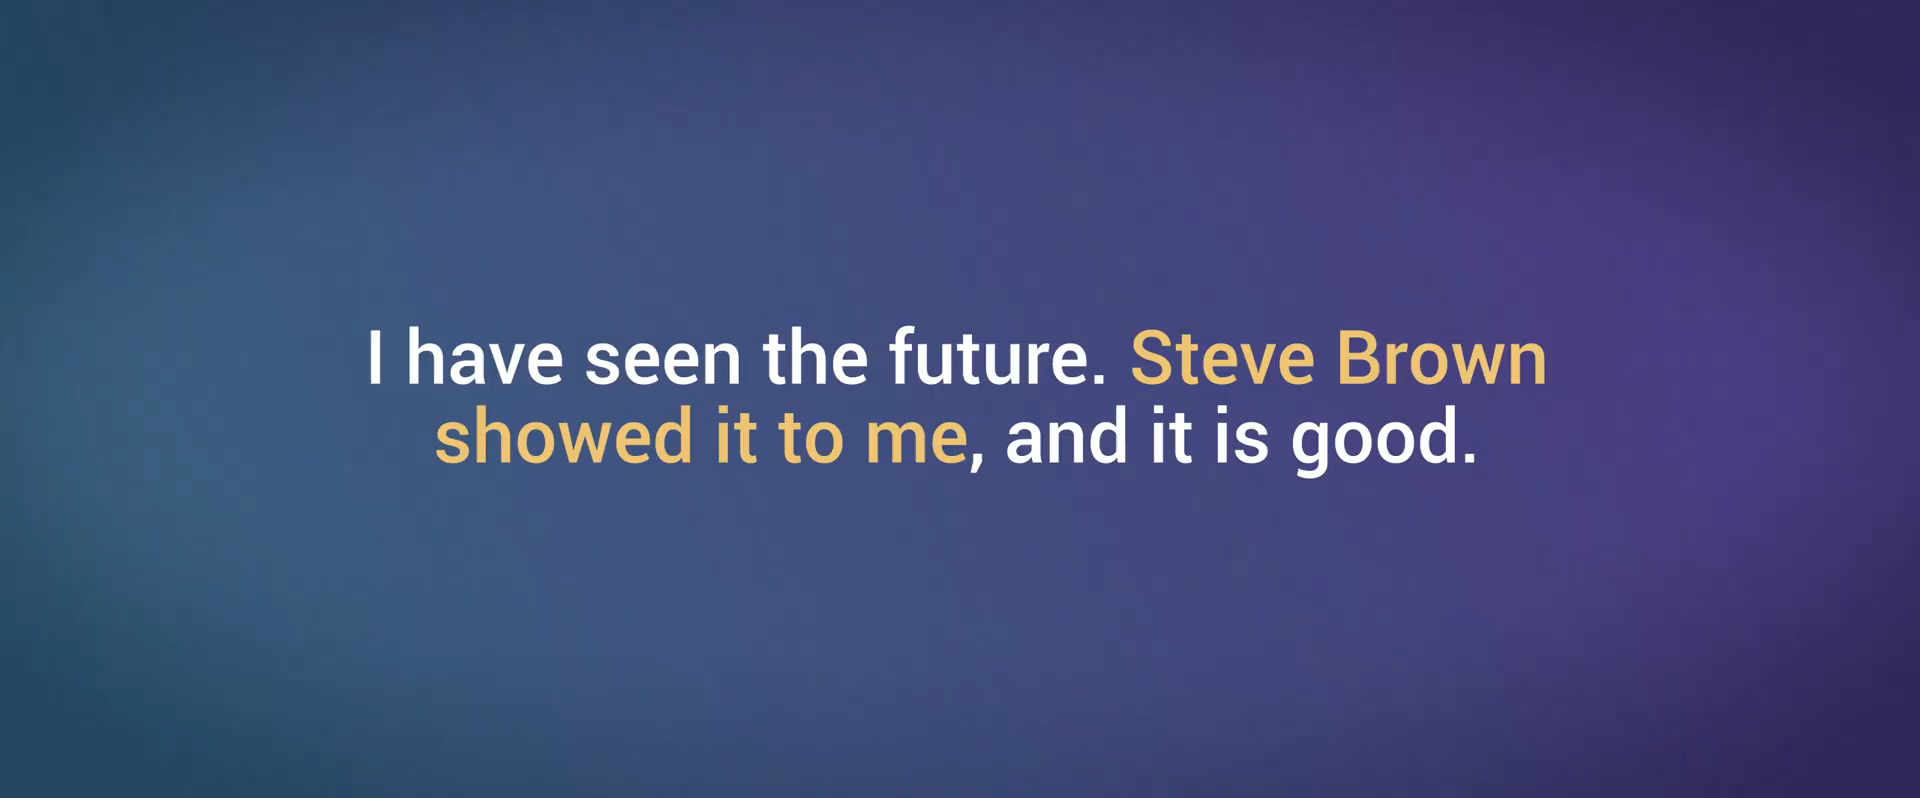 I have seen the future. Steve Brown
showed it to me, and it is good.